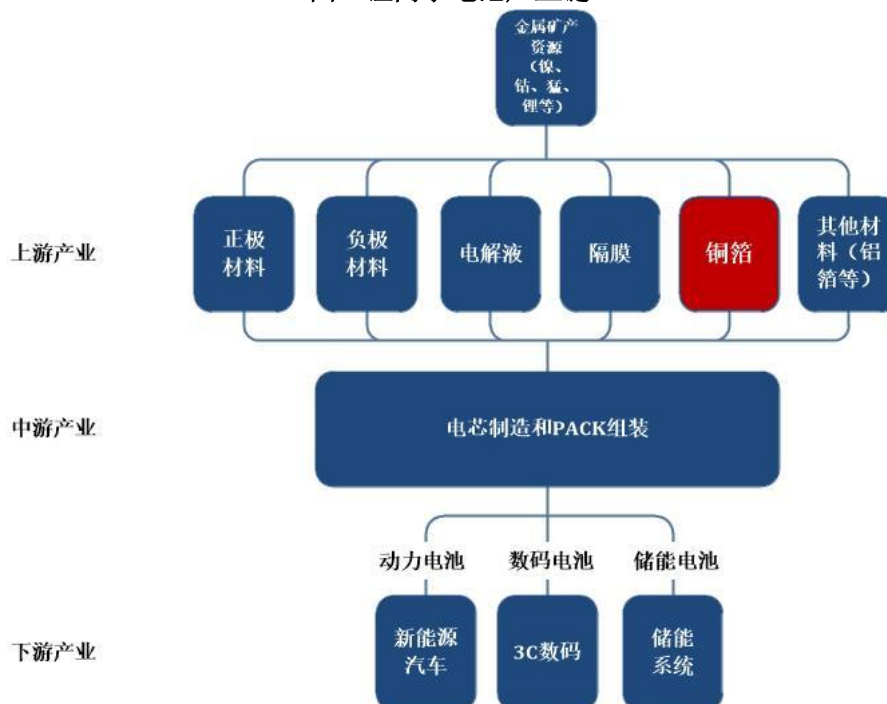 金属矿产
资源
（镍、
钴、猛、
锂等）
上游产业
正极
材料
负极
材料
电解液
隔膜
铜箔
其他材
料（铝
箔等）
中游产业
电芯制造和PACK组装
动力电池
数码电池
储能电池
下游产业
新能源
汽车
3C数码
储能
系统